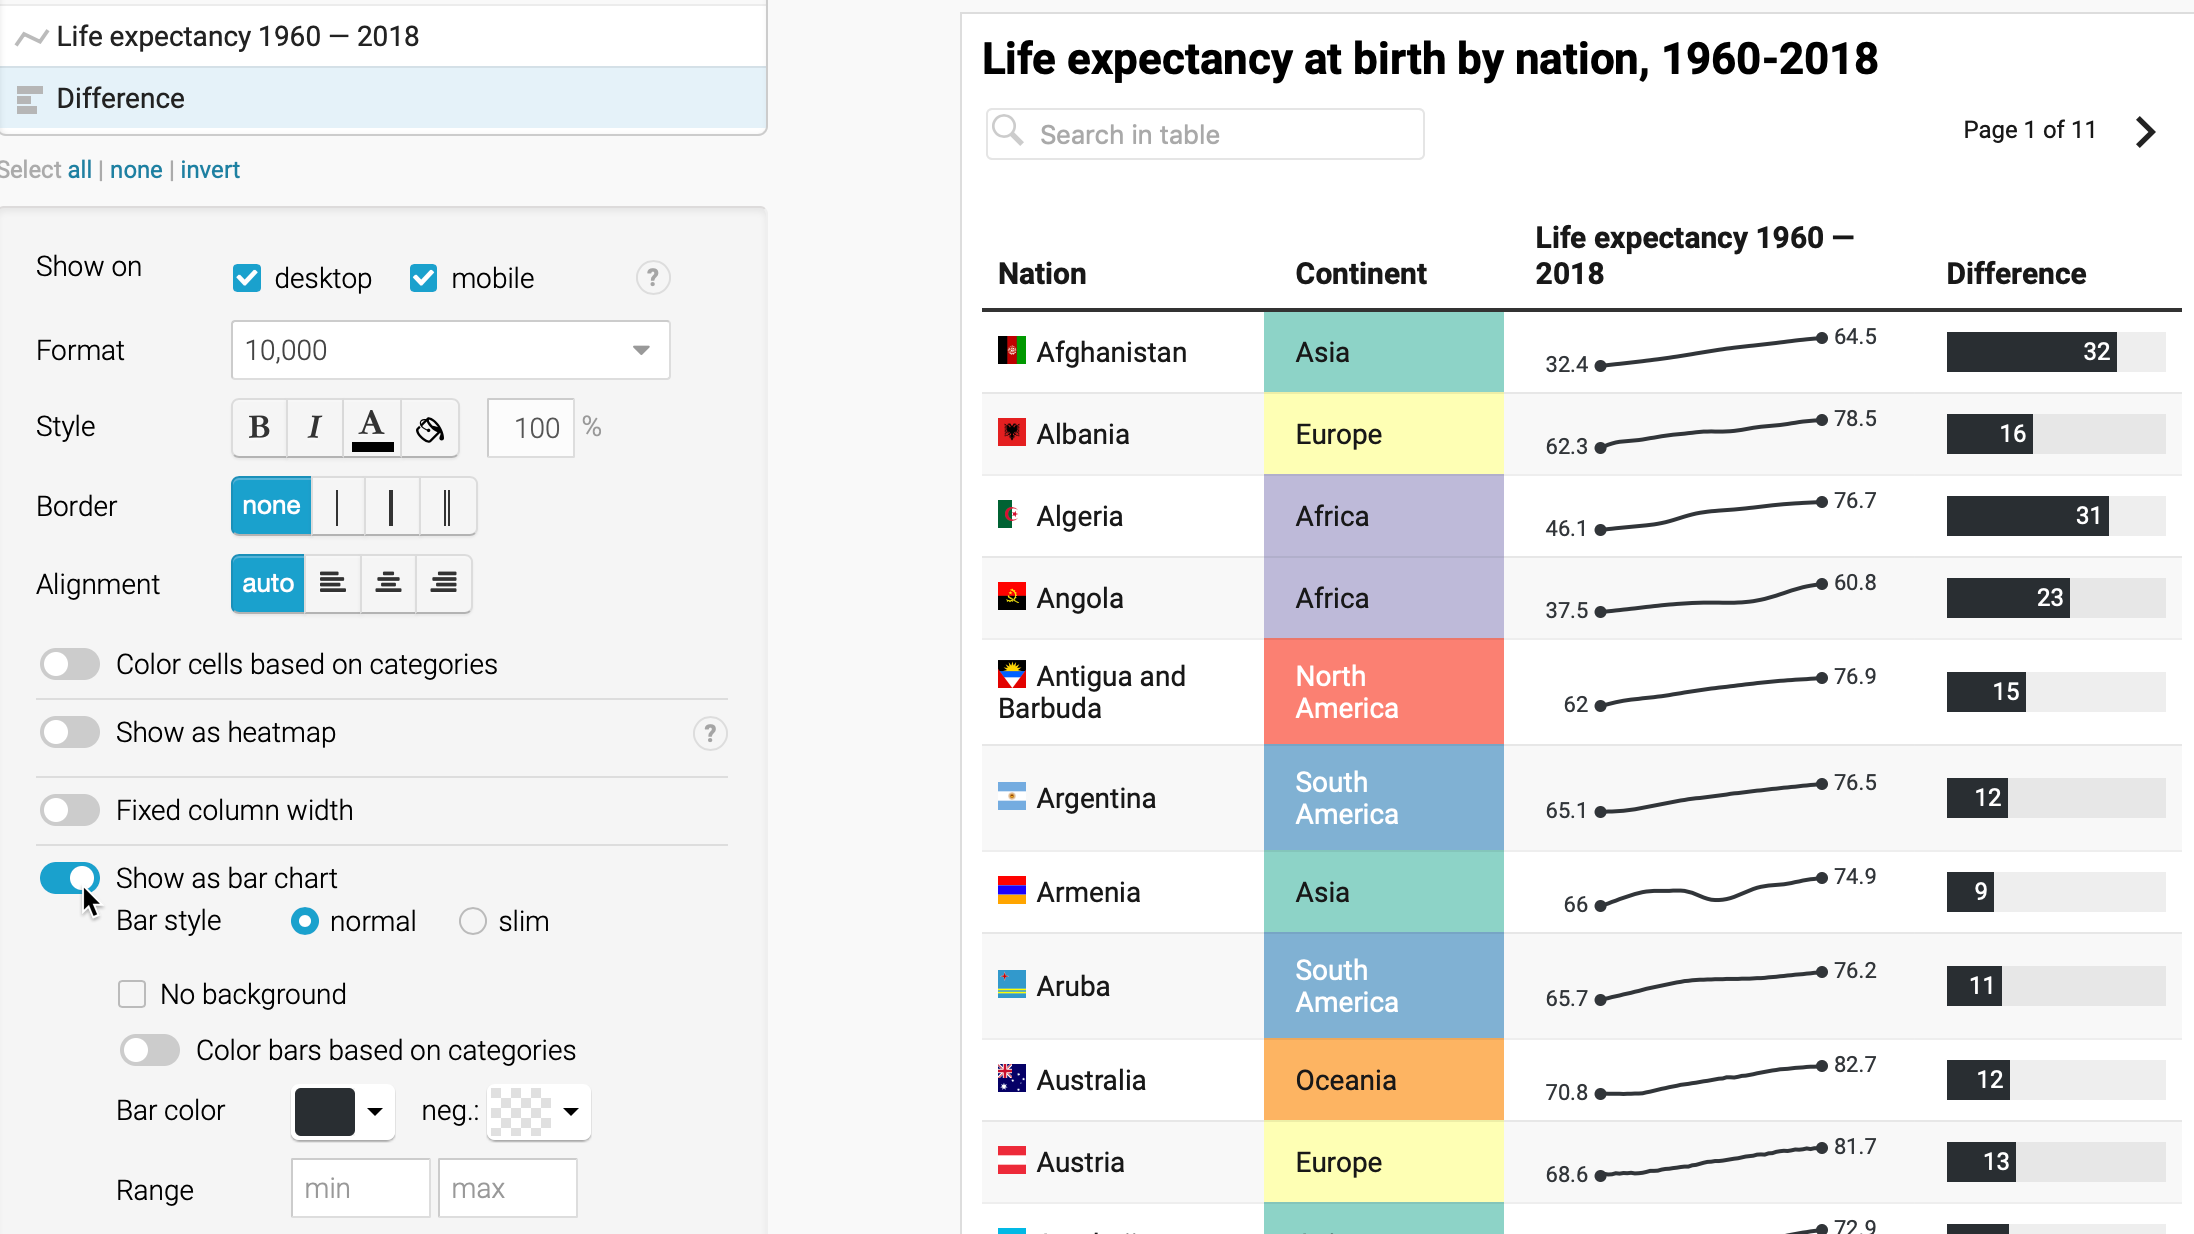 Life expectancy 1960 — 2018
Difference
Select all | none | invert
Show on
desktop
mobile
?
Format
10,000
Style
B
I
A
100
%
Border
none
Alignment
auto
Color cells based on categories
Show as heatmap
?
Fixed column width
Show as bar chart
Bar style
normal
slim
No background
Color bars based on categories
Bar color
neg.:
Range
min
max
Life expectancy at birth by nation, 1960-2018
Search in table
Page 1 of 11
Nation
Continent
Life expectancy 1960 —
2018
Difference
Afghanistan
Asia
32.4
64.5
32
Albania
Europe
62.3
78.5
16
Algeria
Africa
46.1
76.7
31
Angola
Africa
37.5
60.8
23
Antigua and
Barbuda
North
America
62
76.9
15
Argentina
South
America
65.1
76.5
12
Armenia
Asia
66
74.9
9
Aruba
South
America
65.7
76.2
11
Australia
Oceania
70.8
82.7
12
Austria
Europe
68.6
81.7
13
72.9